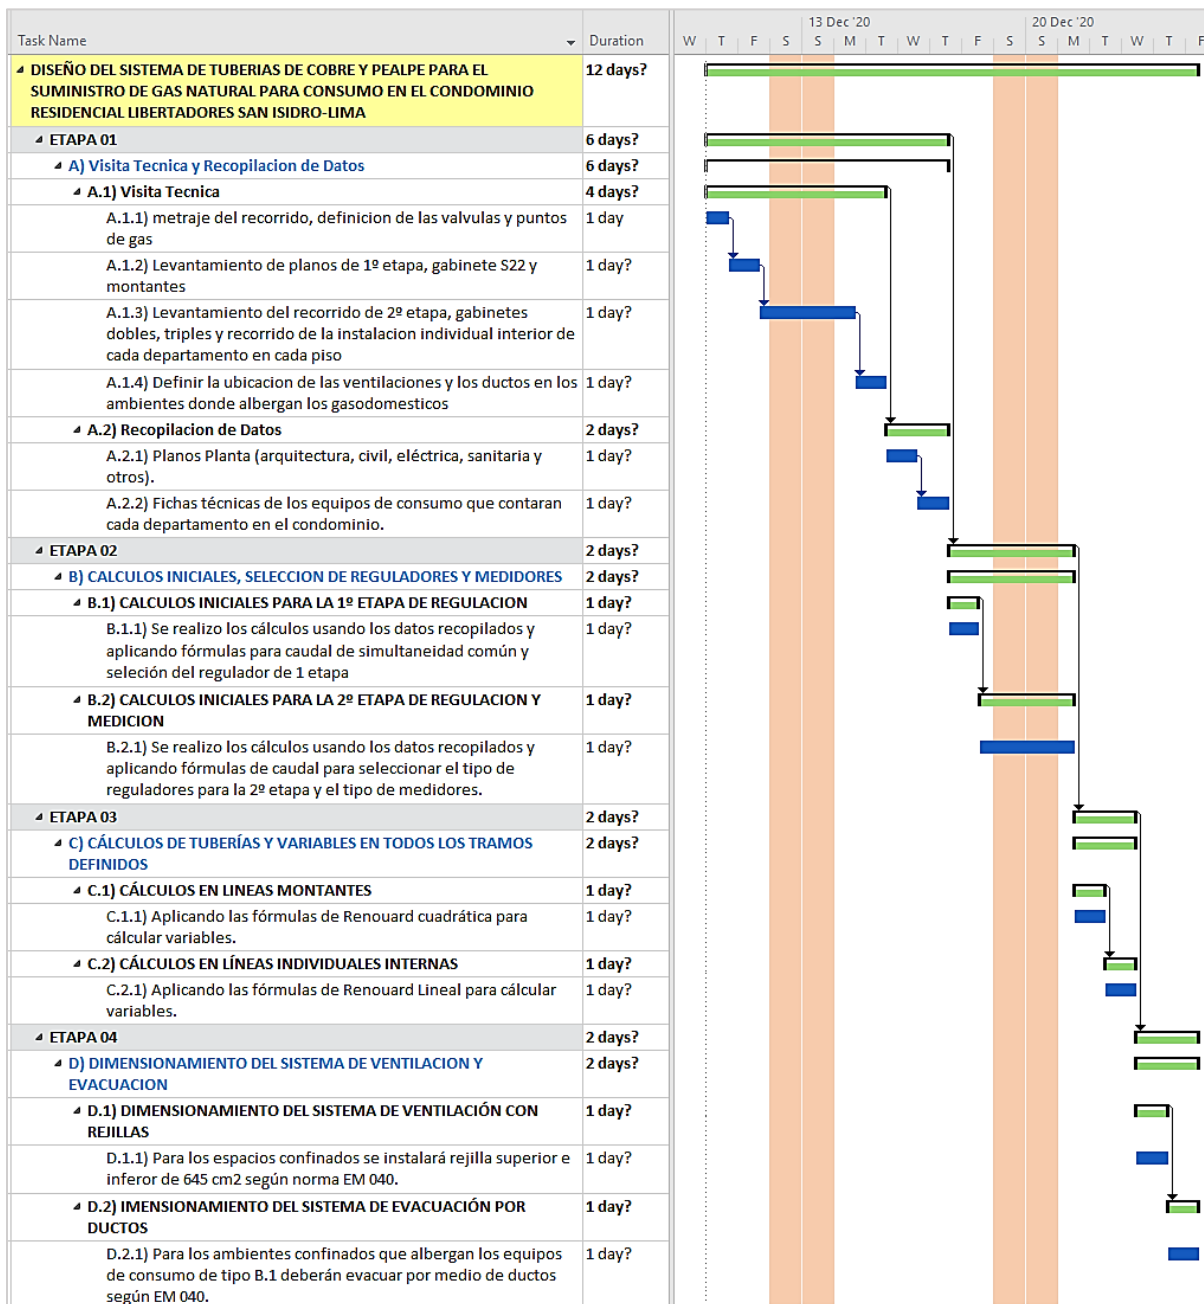 13 Dec '20 20 Dec '20
Task Name Duration W T F S S M T W T F S S M T W T F
DISEÑO DEL SISTEMA DE TUBERIAS DE COBRE Y PEALPE PARA EL 12 days?
SUMINISTRO DE GAS NATURAL PARA CONSUMO EN EL CONDOMINIO
RESIDENCIAL LIBERTADORES SAN ISIDRO-LIMA
ETAPA 01 6 days?
A) Visita Tecnica y Recopilacion de Datos 6 days?
A.1) Visita Tecnica 4 days?
A.1.1) metraje del recorrido, definicion de las valvulas y puntos 1 day
de gas
A.1.2) Levantamiento de planos de 1º etapa, gabinete S22 y 1 day?
montantes
A.1.3) Levantamiento del recorrido de 2º etapa, gabinetes 1 day?
dobles, triples y recorrido de la instalacion individual interior de
cada departamento en cada piso
A.1.4) Definir la ubicacion de las ventilaciones y los ductos en los 1 day?
ambientes donde albergan los gasodomesticos
A.2) Recopilacion de Datos 2 days?
A.2.1) Planos Planta (arquitectura, civil, eléctrica, sanitaria y 1 day?
otros).
A.2.2) Fichas técnicas de los equipos de consumo que contaran 1 day?
cada departamento en el condominio.
ETAPA 02 2 days?
B) CALCULOS INICIALES, SELECCION DE REGULADORES Y MEDIDORES 2 days?
B.1) CALCULOS INICIALES PARA LA 1º ETAPA DE REGULACION 1 day?
B.1.1) Se realizo los cálculos usando los datos recopilados y 1 day?
aplicando fórmulas para caudal de simultaneidad común y
seleción del regulador de 1 etapa
B.2) CALCULOS INICIALES PARA LA 2º ETAPA DE REGULACION Y 1 day?
MEDICION
B.2.1) Se realizo los cálculos usando los datos recopilados y 1 day?
aplicando fórmulas de caudal para seleccionar el tipo de
reguladores para la 2º etapa y el tipo de medidores.
ETAPA 03 2 days?
C) CÁLCULOS DE TUBERÍAS Y VARIABLES EN TODOS LOS TRAMOS 2 days?
DEFINIDOS
C.1) CÁLCULOS EN LINEAS MONTANTES 1 day?
C.1.1) Aplicando las fórmulas de Renouard cuadrática para 1 day?
cálcular variables.
C.2) CÁLCULOS EN LÍNEAS INDIVIDUALES INTERNAS 1 day?
C.2.1) Aplicando las fórmulas de Renouard Lineal para cálcular 1 day?
variables.
ETAPA 04 2 days?
D) DIMENSIONAMIENTO DEL SISTEMA DE VENTILACION Y 2 days?
EVACUACION
D.1) DIMENSIONAMIENTO DEL SISTEMA DE VENTILACIÓN CON 1 day?
REJILLAS
D.1.1) Para los espacios confinados se instalará rejilla superior e 1 day?
inferor de 645 cm2 según norma EM 040.
D.2) IMENSIONAMIENTO DEL SISTEMA DE EVACUACIÓN POR 1 day?
DUCTOS
D.2.1) Para los ambientes confinados que albergan los equipos 1 day?
de consumo de tipo B.1 deberán evacuar por medio de ductos
según EM 040.